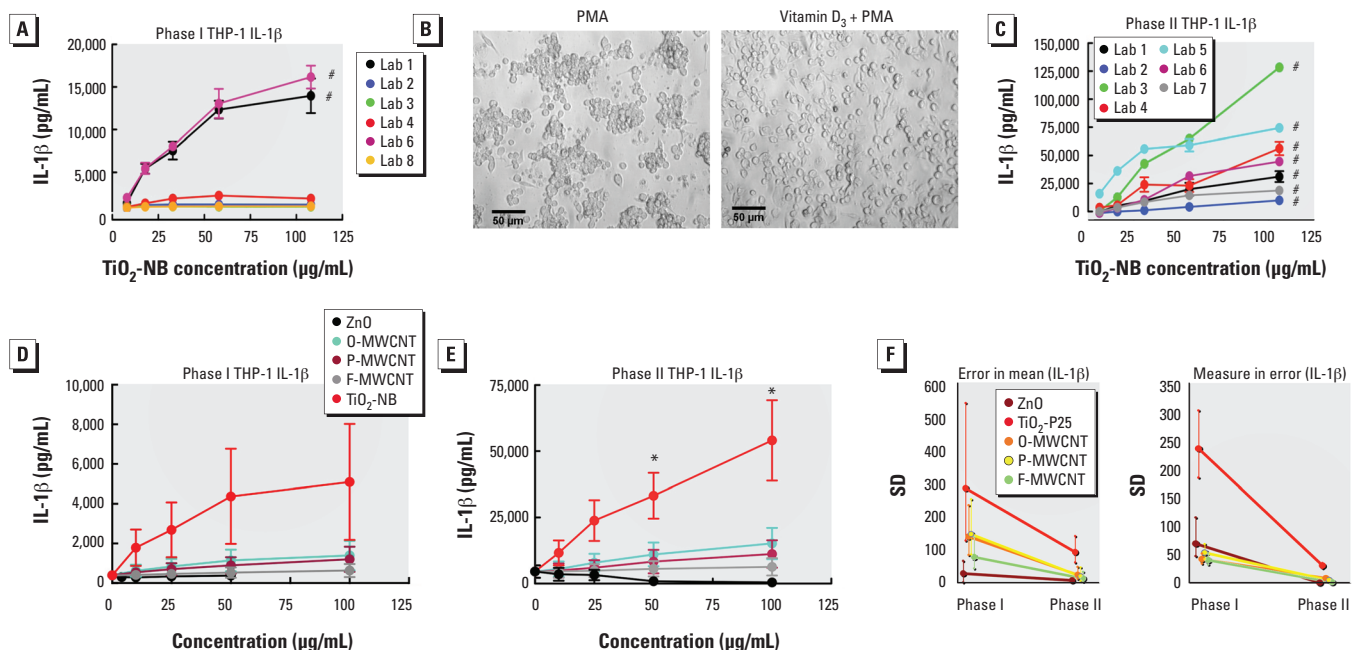 A
Phase I THP-1 IL-1β
20,000
15,000
10,000
5,000
0
IL-1β (pg/mL)
0 25 50 75 100 125
TiO2-NB concentration (µg/mL)
#
#
Lab 1
Lab 2
Lab 3
Lab 4
Lab 6
Lab 8
B
PMA
50 µm
Vitamin D3 + PMA
50 µm
C
Phase II THP-1 IL-1β
150,000
125,000
100,000
75,000
50,000
25,000
0
IL-1β (pg/mL)
0 25 50 75 100 125
TiO2-NB concentration (µg/mL)
Lab 1
Lab 2
Lab 3
Lab 4
Lab 5
Lab 6
Lab 7
#
#
#
#
#
#
#
D
Phase I THP-1 IL-1β
10,000
8,000
6,000
4,000
2,000
0
IL-1β (pg/mL)
0 25 50 75 100 125
Concentration (µg/mL)
ZnO
O-MWCNT
P-MWCNT
F-MWCNT
TiO2-NB
E
Phase II THP-1 IL-1β
75,000
50,000
25,000
0
IL-1β (pg/mL)
0 25 50 75 100 125
Concentration (µg/mL)
*
*
F
Error in mean (IL-1β)
600
500
400
300
200
100
0
SD
Phase I Phase II
ZnO
TiO2-P25
O-MWCNT
P-MWCNT
F-MWCNT
Measure in error (IL-1β)
350
300
250
200
150
100
50
0
SD
Phase I Phase II